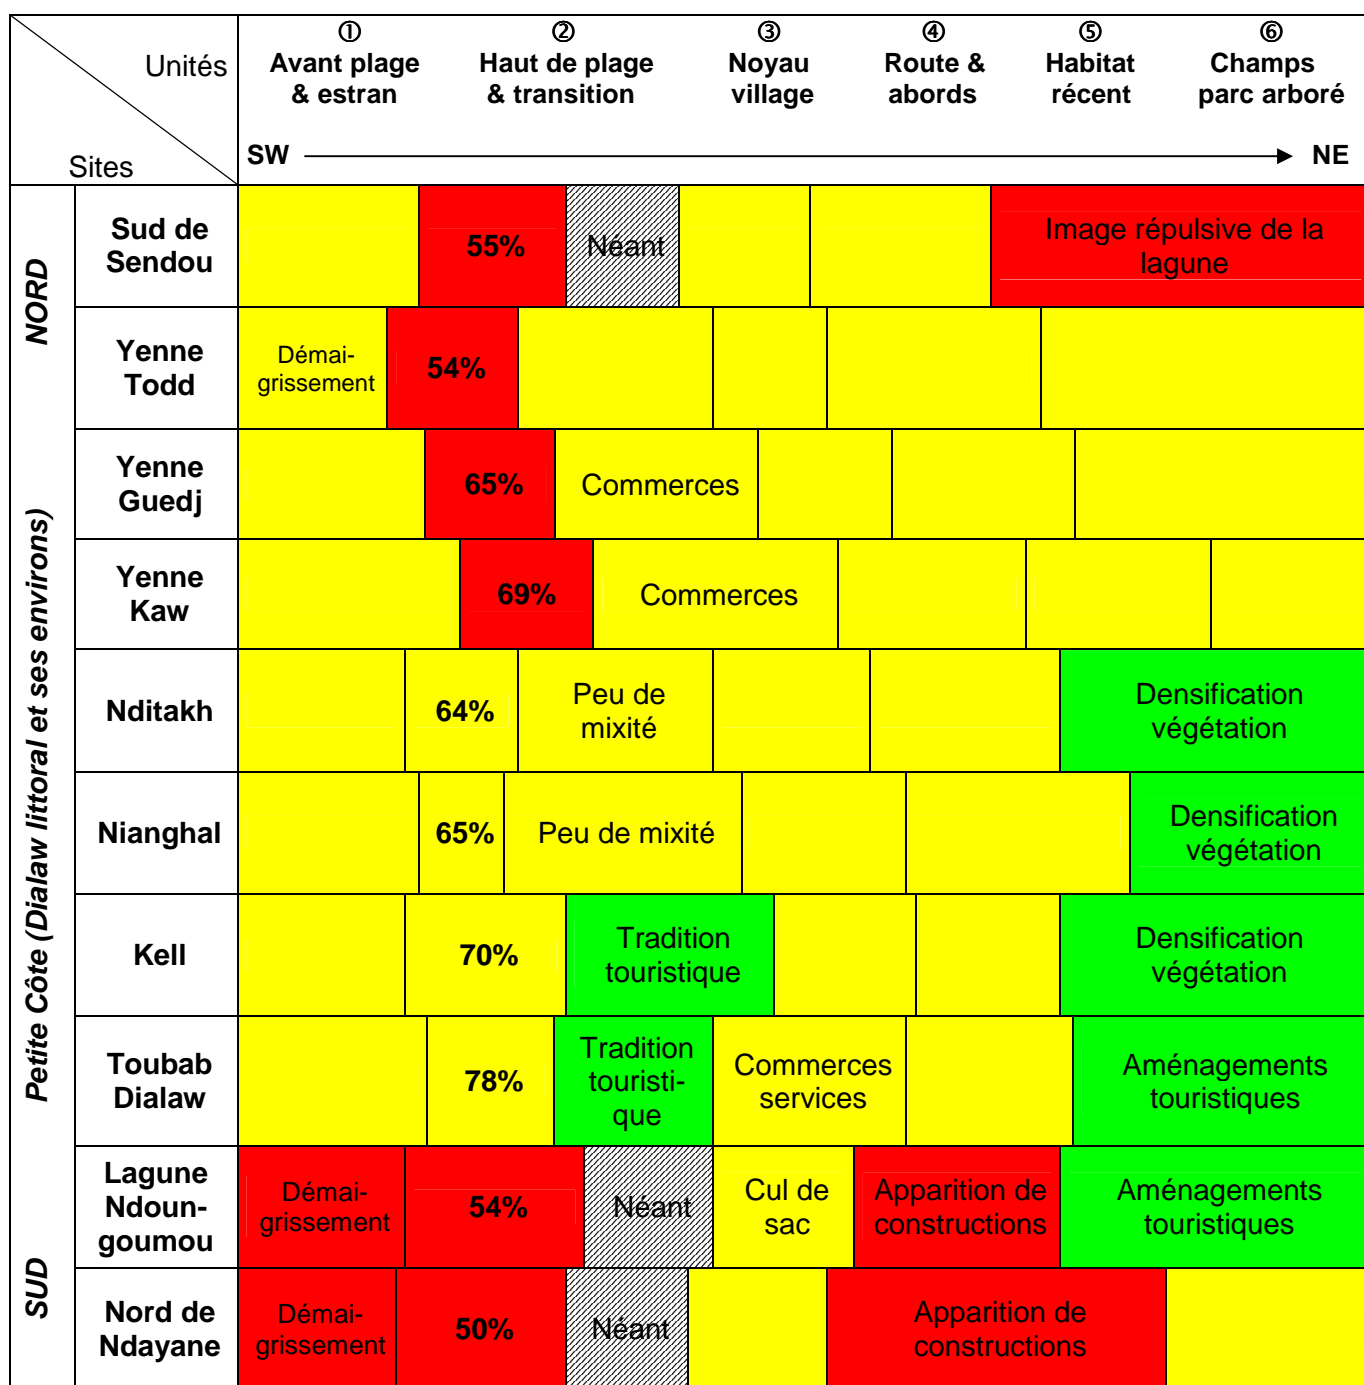 Unités
Sites
① ② ③ ④ ⑤ ⑥
Avant plage
& estran
Haut de plage
& transition
Noyau
village
Route &
abords
Habitat
récent
Champs
parc arboré
SW NE
NORD
Petite Côte (Dialaw littoral et ses environs)
SUD
Sud de
Sendou
55%
Néant
Image répulsive de la
lagune
Yenne
Todd
Démai-
grissement
54%
Yenne
Guedj
65%
Commerces
Yenne
Kaw
69%
Commerces
Nditakh
64%
Peu de
mixité
Densification
végétation
Nianghal
65%
Peu de mixité
Densification
végétation
Kell
70%
Tradition
touristique
Densification
végétation
Toubab
Dialaw
78%
Tradition
touristi-
que
Commerces
services
Aménagements
touristiques
Lagune
Ndoun-
goumou
Démai-
grissement
54%
Néant
Cul de
sac
Apparition de
constructions
Aménagements
touristiques
Nord de
Ndayane
Démai-
grissement
50%
Néant
Apparition de
constructions